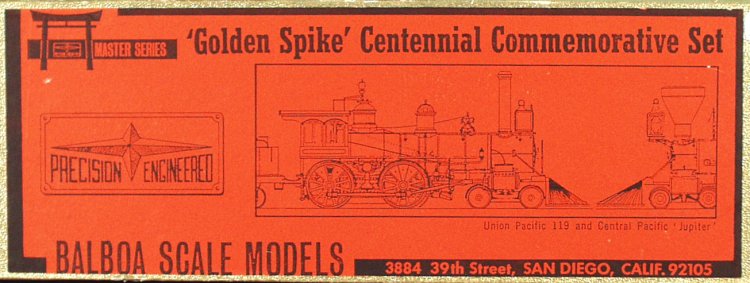 MASTER SERIES
'Golden Spike' Centennial Commemorative Set
PRECISION ENGINEERED
Union Pacific 119 and Central Pacific 'Jupiter'
BALBOA SCALE MODELS
3884 39th Street, SAN DIEGO, CALIF. 92105